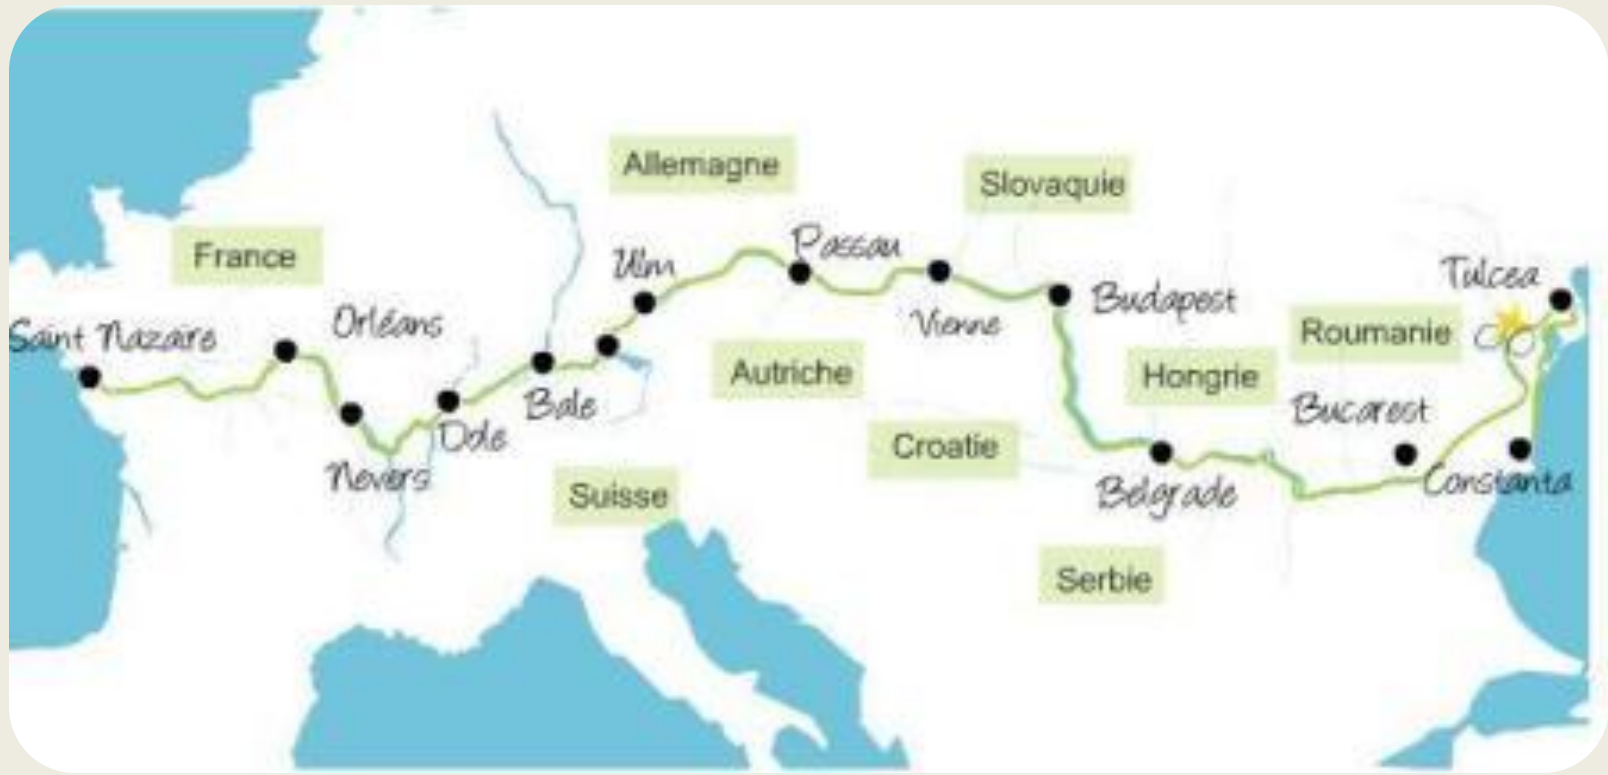 Allemagne
Slovaquie
France
Passau
Ulm
Tulcea
Budapest
Orléans
Vienne
Saint Nazaire
Roumanie
Autriche
Hongrie
Bale
Bucarest
Dole
Croatie
Nevers
Constanta
Suisse
Belgrade
Serbie